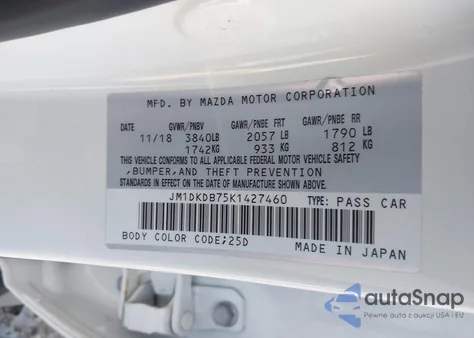 MFD. BY MAZDA MOTOR CORPORATION
DATE GVWR/PNBV GAWR/PNBE FRT GAWR/PNBE RR
11/18 3840LB 2057 LB 1790 LB
1742KG 933 KG 812 KG
THIS VEHICLE CONFORMS TO ALL APPLICABLE FEDERAL MOTOR VEHICLE SAFETY,
,BUMPER,AND THEFT PREVENTION
STANDARDS IN EFFECT ON THE DATE OF MANUFACTURE SHOWN ABOVE.
JM1DKDB75K1427460 TYPE: PASS CAR
BODY COLOR CODE;25D MADE IN JAPAN
autoSnap
Pewne auta z aukcji USA i EU